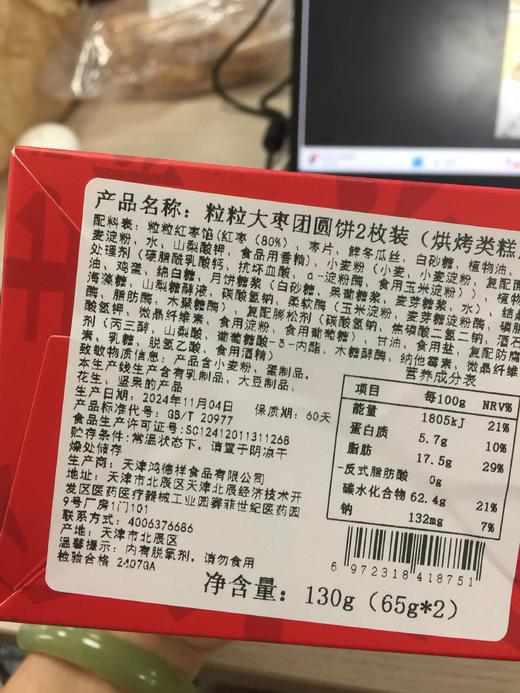 产品名称：粒粒大枣团圆饼2枚装（烘烤类糕
配料表：粒粒红枣馅(红枣（80%），枣片，鲜冬瓜丝，白砂糖，植物油，
麦淀粉、水、山梨酸钾、食用香精）、小麦粉（小麦、小麦淀粉、复配
处理剂（硬脂酰乳酸钙、抗坏血酸、α-淀粉酶、食用玉米淀粉））、植物
油、鸡蛋、绵白糖、月饼糖浆（白砂糖、果葡糖浆、麦芽糖浆、水）、结晶
海藻糖、山梨糖醇液、碳酸氢钠、柔软酶（玉米淀粉、麦芽糖淀粉酶、磷脂
酶、脂肪酶、木聚糖酶）、复配膨松剂（碳酸氢钠、焦磷酸二氢二钠、酒石
酸氢钾、微晶纤维素、食用淀粉、食用葡萄糖）、甘油、食盐、复配防腐
剂（丙三醇、山梨酸、葡萄糖酸-δ-内酯、木糖醇酐、纳他霉素、微晶纤维
素、乳糖、脱氢乙酸、食用酒精）
致敏物质信息：产品含小麦粉、蛋制品。
本生产线生产含有乳制品、大豆制品、
花生、坚果的产品
生产日期：2024年11月04日 保质期：60天
产品标准代号：GB/T 20977
食品生产许可证号：SC12412011311268
贮存条件：常温状态下，请置于阴凉干
燥处储存
生产商：天津鸿德祥食品有限公司
地址：天津市北辰区天津北辰经济技术开
发区医药医疗器械工业园赛菲世纪医药园
9号厂房1门101
联系方式：4006376686
产地：天津市北辰区
温馨提示：内有脱氧剂，请勿食用
检验合格 2407GA
营养成分表
项目 每100g NRV%
能量 1805kJ 21%
蛋白质 5.7g 10%
脂肪 17.5g 29%
-反式脂肪酸 0g
碳水化合物 62.4g 21%
钠 132mg 7%
6 972318 418751
净含量：130g（65g*2）